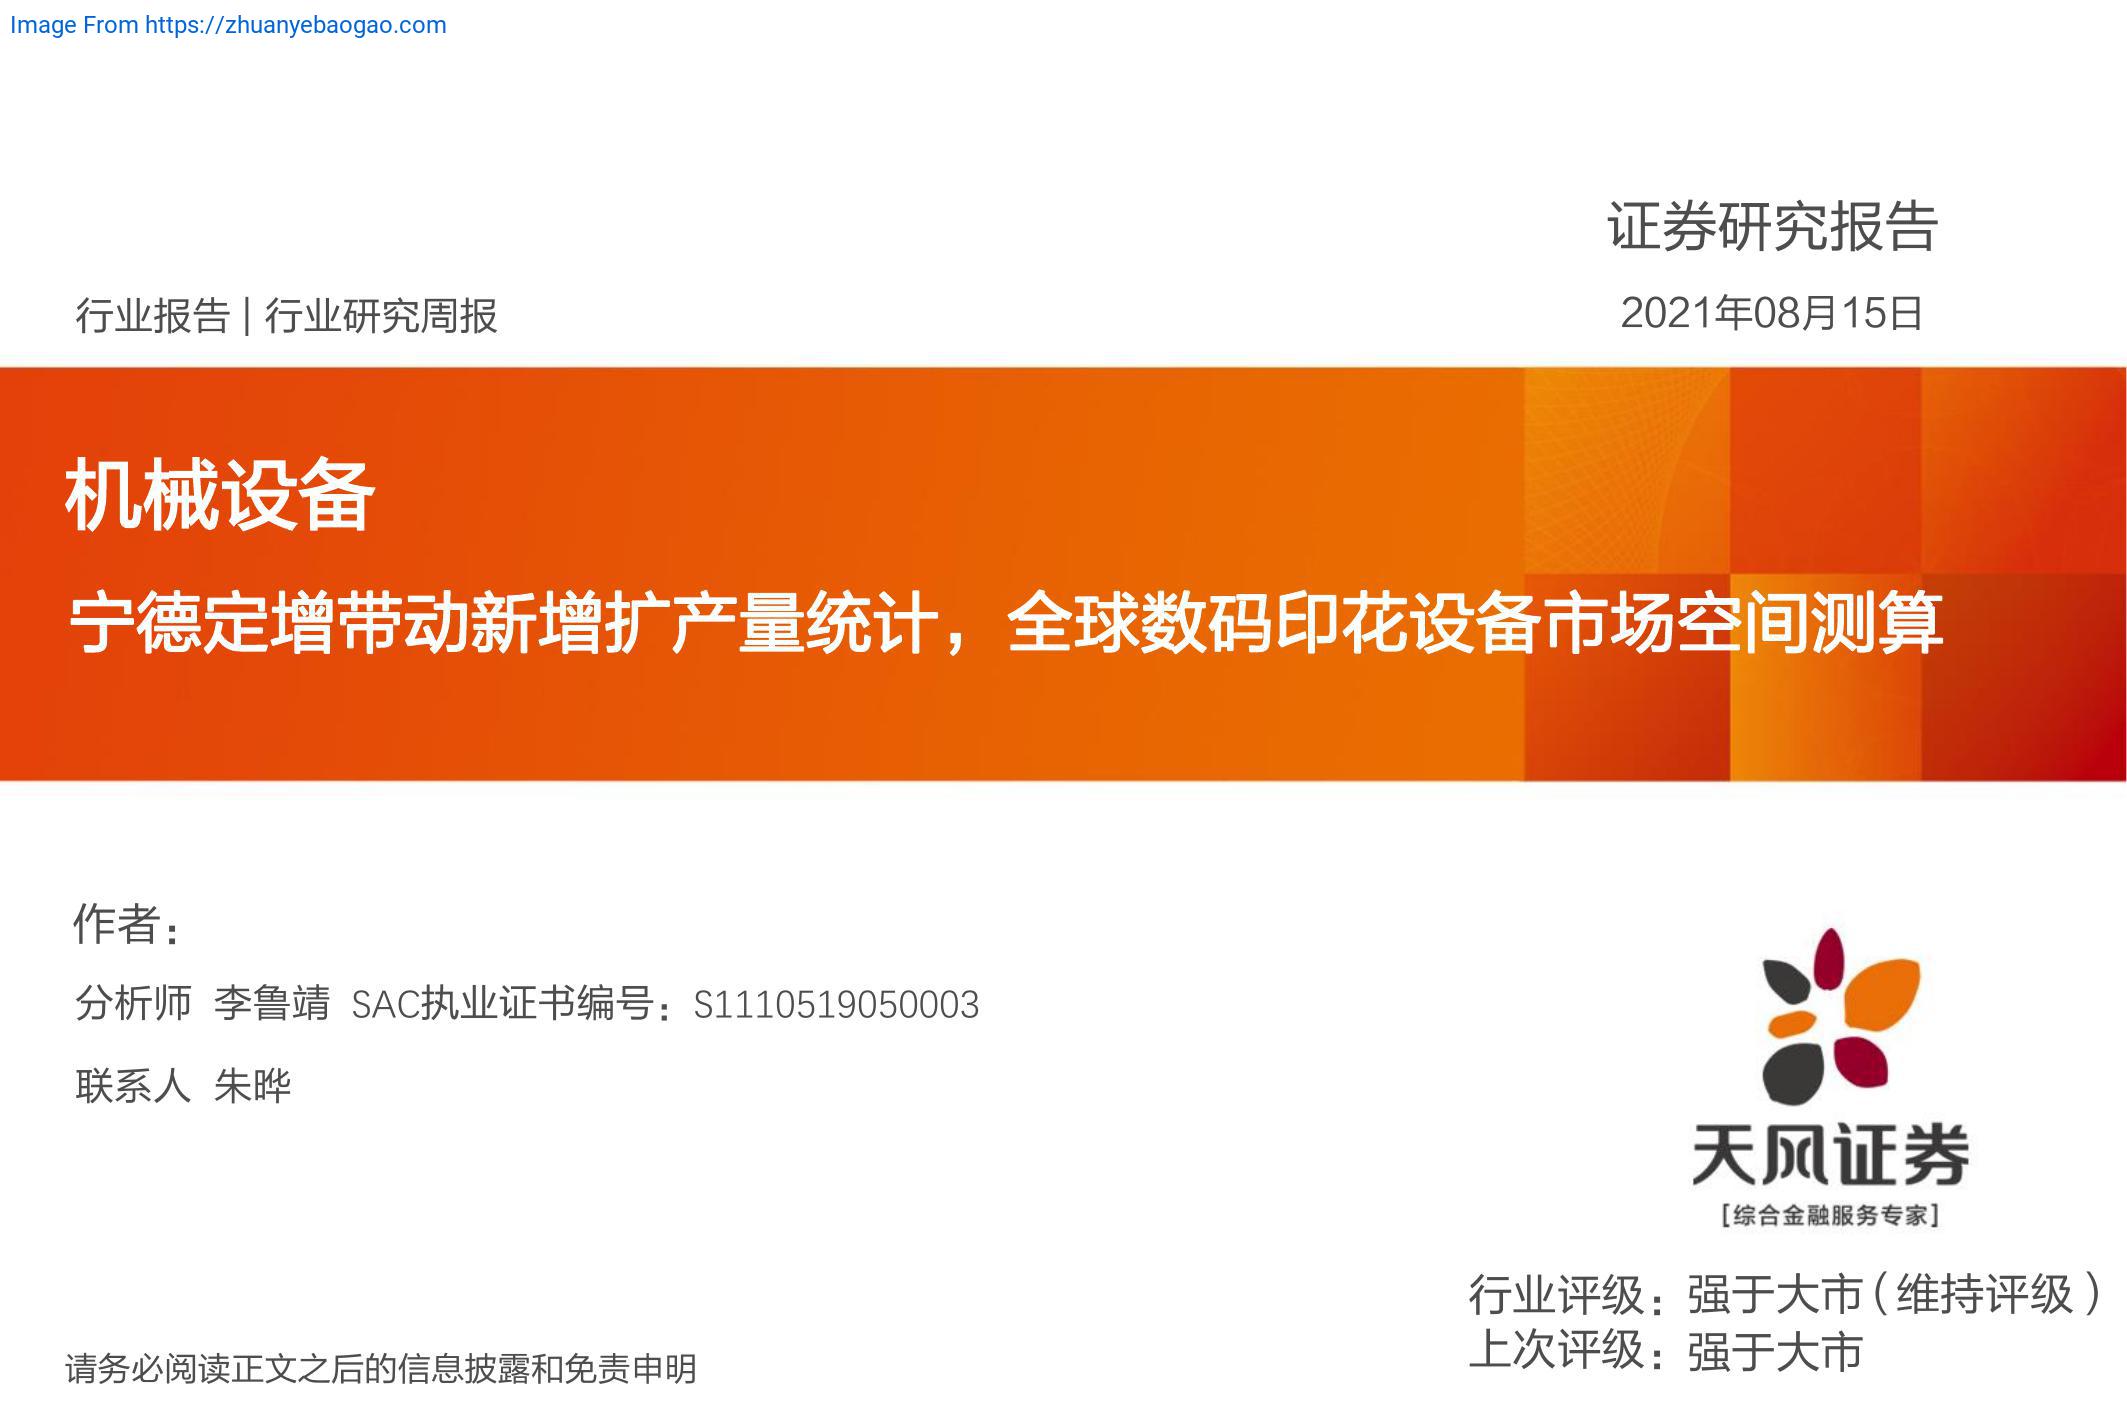 Image From https://zhuanyebaogao.com
证券研究报告
行业报告 | 行业研究周报
2021年08月15日
机械设备
宁德定增带动新增扩产量统计，全球数码印花设备市场空间测算
作者：
分析师 李鲁靖 SAC执业证书编号：S1110519050003
联系人 朱晔
天风证券
[综合金融服务专家]
行业评级：强于大市（维持评级）
上次评级：强于大市
请务必阅读正文之后的信息披露和免责申明